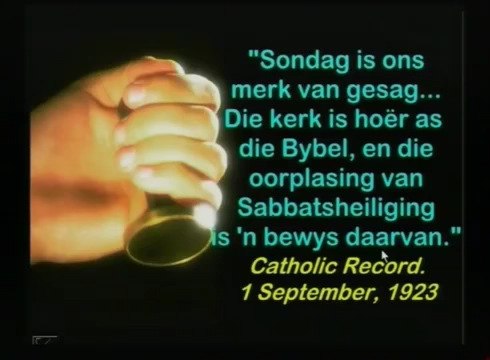 "Sondag is ons
merk van gesag...
Die kerk is hoër as
die Bybel, en die
oorplasing van
Sabbatsheiliging
is 'n bewys daarvan."
Catholic Record.
1 September, 1923